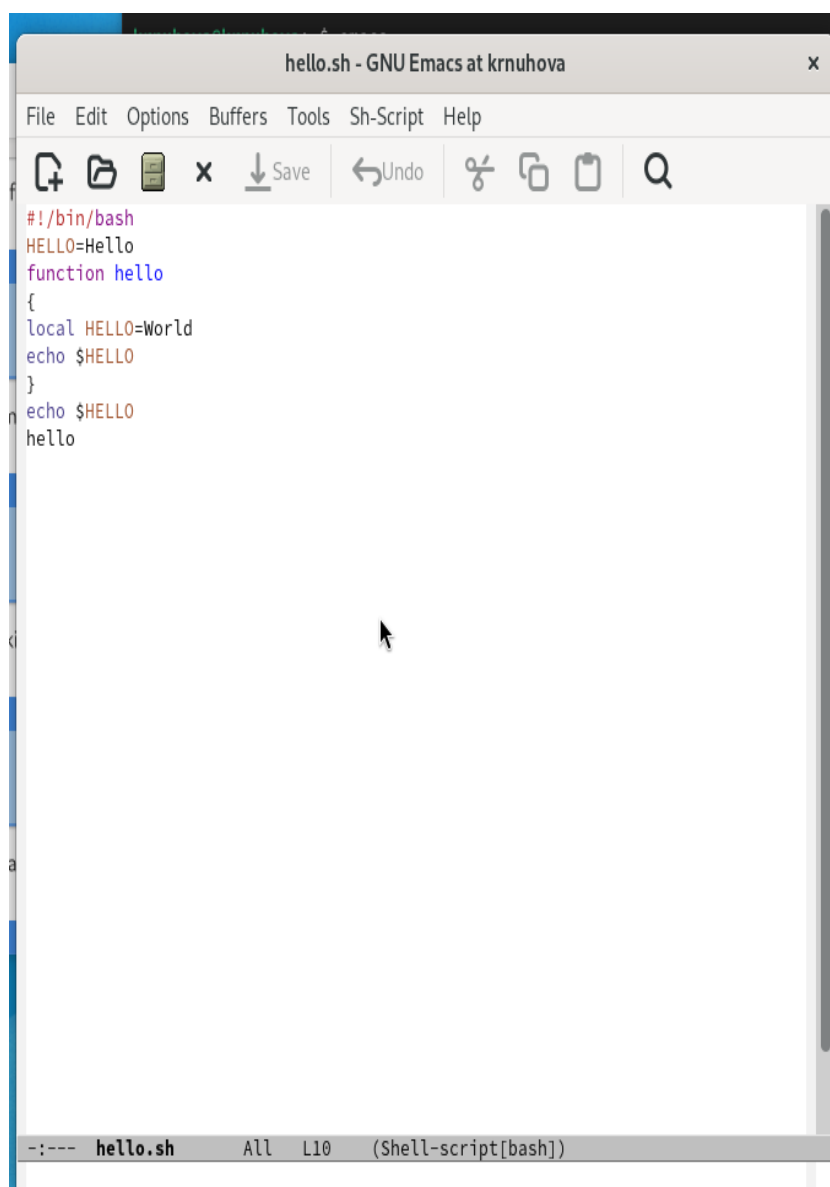 hello.sh - GNU Emacs at krnuhova
×
File Edit Options Buffers Tools Sh-Script Help
Save Undo
#!/bin/bash
HELLO=Hello
function hello
{
local HELLO=World
echo $HELLO
}
echo $HELLO
hello
-:--- hello.sh All L10 (Shell-script[bash])